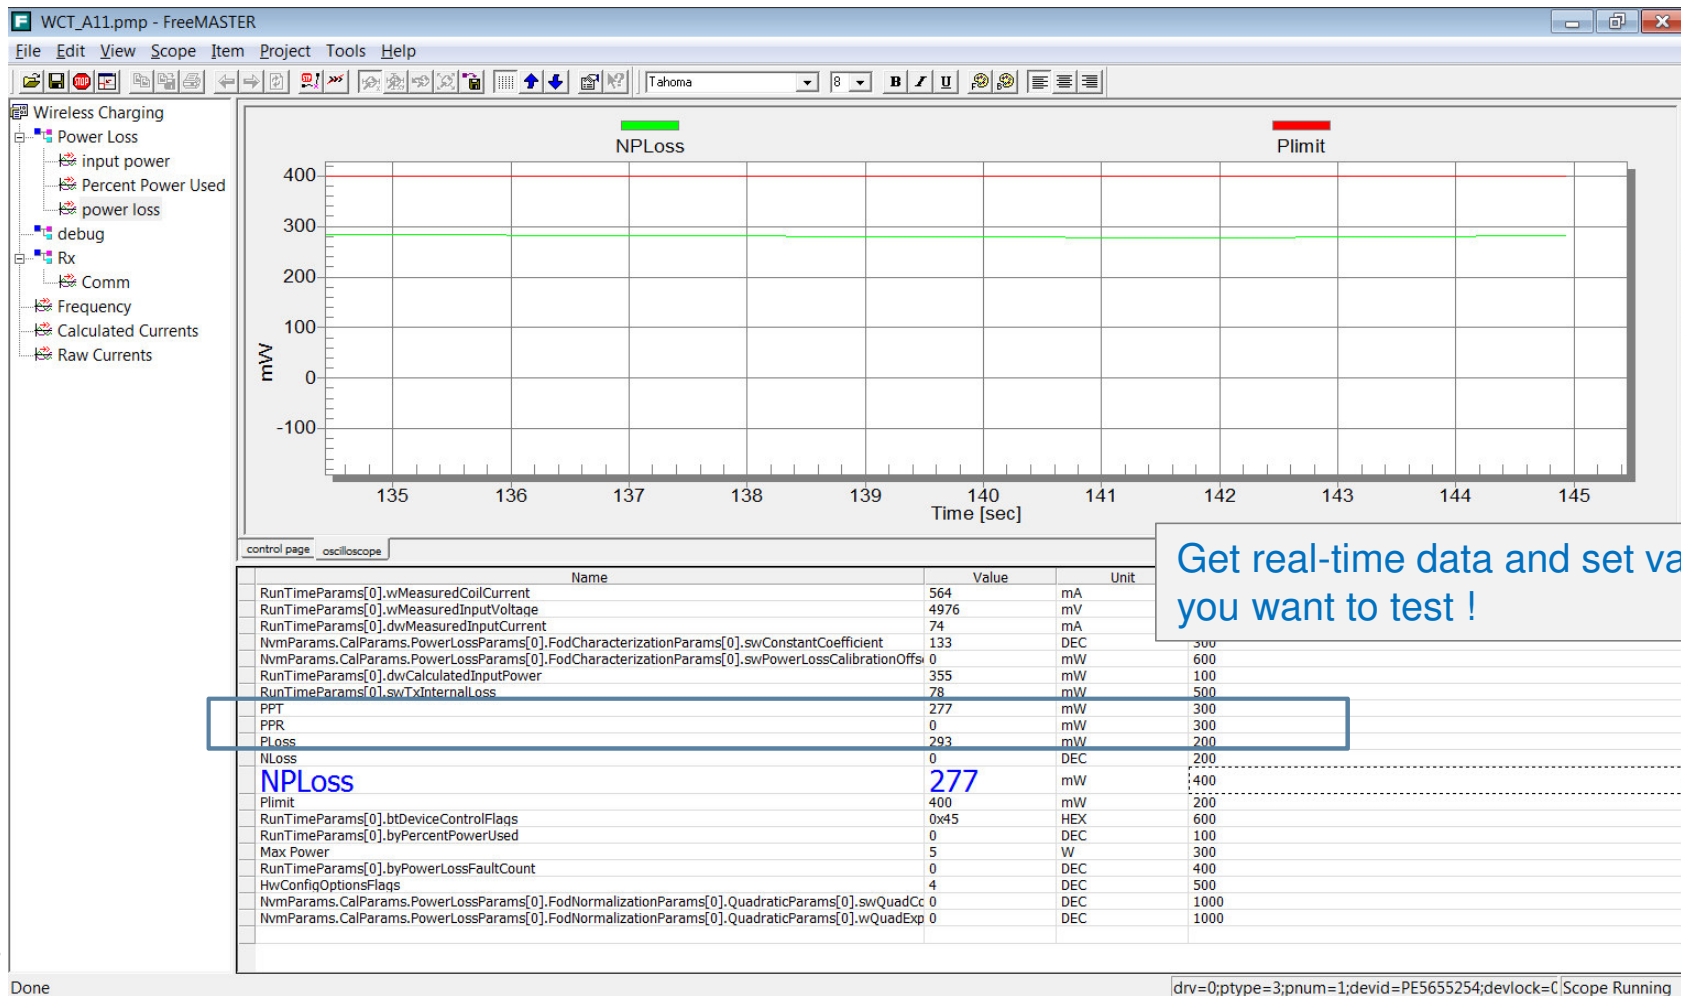 WCT_A11.pmp - FreeMASTER
File Edit View Scope Item Project Tools Help
STOP Tahoma 8 B I U
Wireless Charging
Power Loss
input power
Percent Power Used
power loss
debug
Rx
Comm
Frequency
Calculated Currents
Raw Currents
NPLoss Plimit
400
300
200
100
0
-100
mW
135 136 137 138 139 140 141 142 143 144 145
Time [sec]
control page oscilloscope
Get real-time data and set va
you want to test !
Name Value Unit
RunTimeParams[0].wMeasuredCoilCurrent 564 mA
RunTimeParams[0].wMeasuredInputVoltage 4976 mV
RunTimeParams[0].dwMeasuredInputCurrent 74 mA
NvmParams.CalParams.PowerLossParams[0].FodCharacterizationParams[0].swConstantCoefficient 133 DEC 300
NvmParams.CalParams.PowerLossParams[0].FodCharacterizationParams[0].swPowerLossCalibrationOffs 0 mW 600
RunTimeParams[0].dwCalculatedInputPower 355 mW 100
RunTimeParams[0].swTxInternalLoss 78 mW 500
PPT 277 mW 300
PPR 0 mW 300
PLoss 293 mW 200
NLoss 0 DEC 200
NPLoss 277 mW 400
Plimit 400 mW 200
RunTimeParams[0].btDeviceControlFlags 0x45 HEX 600
RunTimeParams[0].byPercentPowerUsed 0 DEC 100
Max Power 5 W 300
RunTimeParams[0].byPowerLossFaultCount 0 DEC 400
HwConfigOptionsFlags 4 DEC 500
NvmParams.CalParams.PowerLossParams[0].FodNormalizationParams[0].QuadraticParams[0].swQuadCo 0 DEC 1000
NvmParams.CalParams.PowerLossParams[0].FodNormalizationParams[0].QuadraticParams[0].wQuadExp 0 DEC 1000
Done drv=0;ptype=3;pnum=1;devid=PE5655254;devlock=0 Scope Running